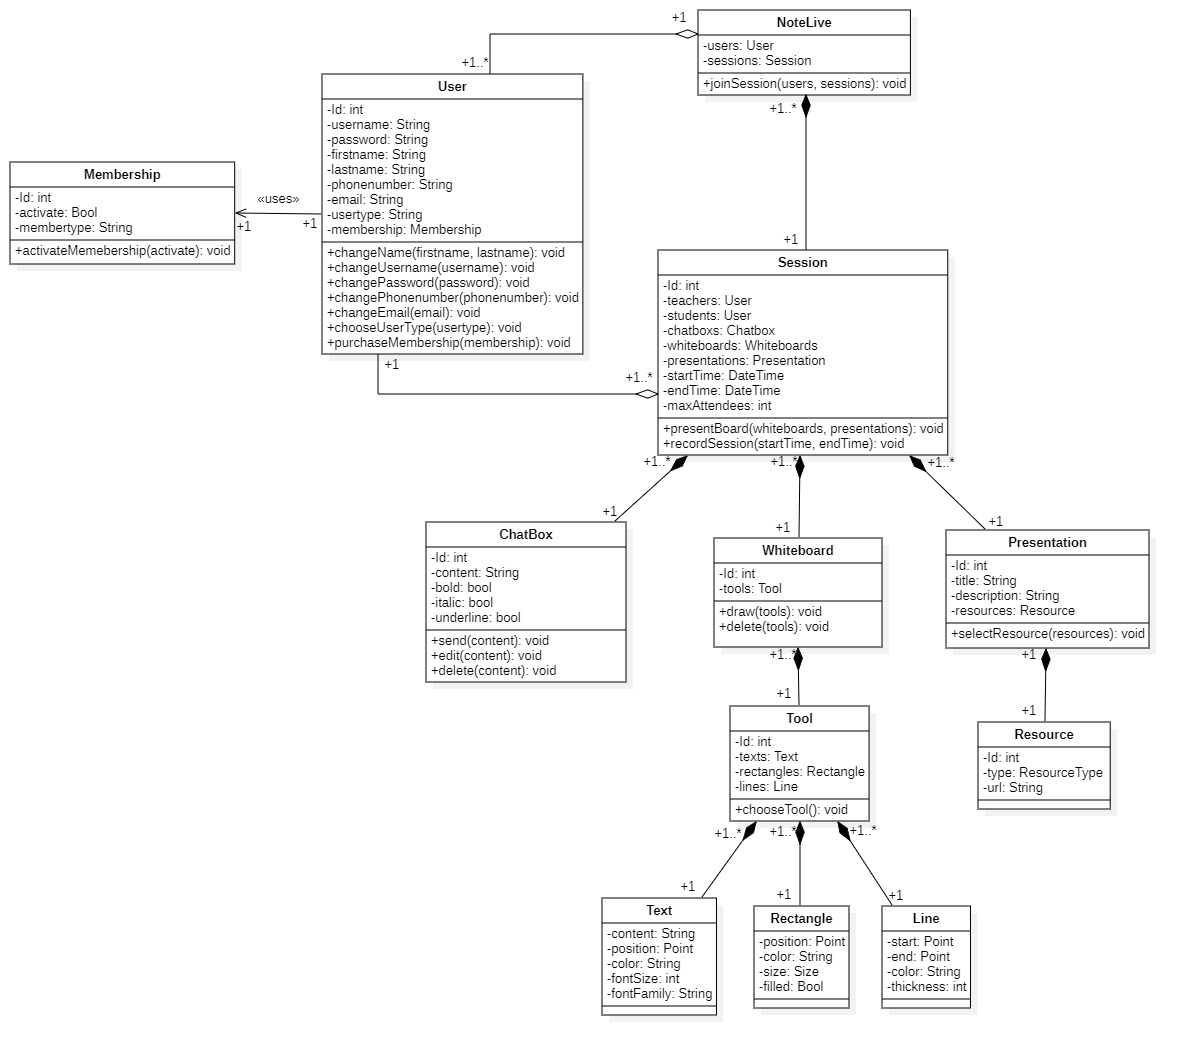 NoteLive
-users: User
-sessions: Session
+joinSession(users, sessions): void
+1
+1..*
+1..*
+1
User
-Id: int
-username: String
-password: String
-firstname: String
-lastname: String
-phonenumber: String
-email: String
-usertype: String
-membership: Membership
+changeName(firstname, lastname): void
+changeUsername(username): void
+changePassword(password): void
+changePhonenumber(phonenumber): void
+changeEmail(email): void
+chooseUserType(usertype): void
+purchaseMembership(membership): void
Membership
-Id: int
-activate: Bool
-membertype: String
+activateMemebership(activate): void
«uses»
+1
+1
+1
+1..*
Session
-Id: int
-teachers: User
-students: User
-chatboxs: Chatbox
-whiteboards: Whiteboards
-presentations: Presentation
-startTime: DateTime
-endTime: DateTime
-maxAttendees: int
+presentBoard(whiteboards, presentations): void
+recordSession(startTime, endTime): void
+1..*
+1..*
+1..*
+1
+1
+1
ChatBox
-Id: int
-content: String
-bold: bool
-italic: bool
-underline: bool
+send(content): void
+edit(content): void
+delete(content): void
Whiteboard
-Id: int
-tools: Tool
+draw(tools): void
+delete(tools): void
Presentation
-Id: int
-title: String
-description: String
-resources: Resource
+selectResource(resources): void
+1..*
+1
+1
+1
Tool
-Id: int
-texts: Text
-rectangles: Rectangle
-lines: Line
+chooseTool(): void
Resource
-Id: int
-type: ResourceType
-url: String
+1..*
+1..*
+1..*
+1
+1
+1
Text
-content: String
-position: Point
-color: String
-fontSize: int
-fontFamily: String
Rectangle
-position: Point
-color: String
-size: Size
-filled: Bool
Line
-start: Point
-end: Point
-color: String
-thickness: int